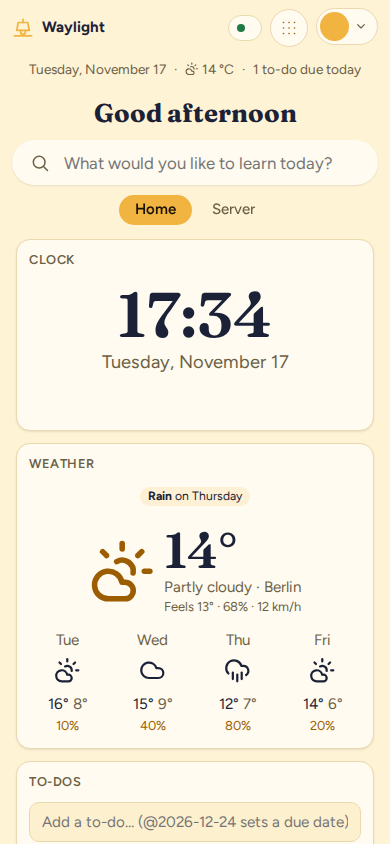 Waylight
Tuesday, November 17 · 14 °C · 1 to-do due today
Good afternoon
What would you like to learn today?
Home Server
CLOCK
17:34
Tuesday, November 17
WEATHER
Rain on Thursday
14°
Partly cloudy · Berlin
Feels 13° · 68% · 12 km/h
Tue Wed Thu Fri
16° 8° 15° 9° 12° 7° 14° 6°
10% 40% 80% 20%
TO-DOS
Add a to-do... (@2026-12-24 sets a due date)